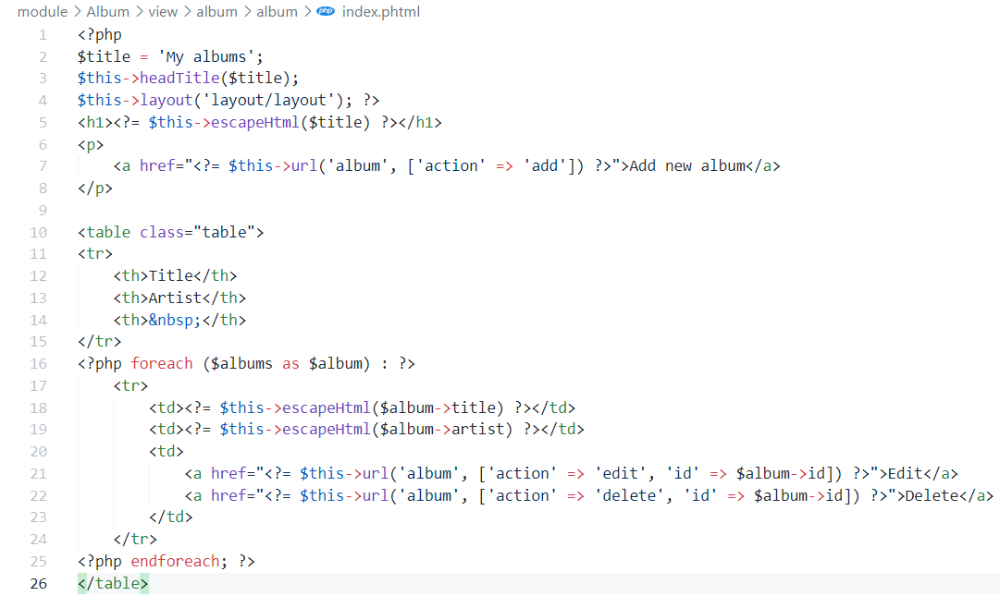 module > Album > view > album > album > php index.phtml
1 <?php
2 $title = 'My albums';
3 $this->headTitle($title);
4 $this->layout('layout/layout'); ?>
5 <h1><?= $this->escapeHtml($title) ?></h1>
6 <p>
7     <a href="<?= $this->url('album', ['action' => 'add']) ?>">Add new album</a>
8 </p>
9
10 <table class="table">
11 <tr>
12     <th>Title</th>
13     <th>Artist</th>
14     <th>&nbsp;</th>
15 </tr>
16 <?php foreach ($albums as $album) : ?>
17     <tr>
18         <td><?= $this->escapeHtml($album->title) ?></td>
19         <td><?= $this->escapeHtml($album->artist) ?></td>
20         <td>
21             <a href="<?= $this->url('album', ['action' => 'edit', 'id' => $album->id]) ?>">Edit</a>
22             <a href="<?= $this->url('album', ['action' => 'delete', 'id' => $album->id]) ?>">Delete</a>
23         </td>
24     </tr>
25 <?php endforeach; ?>
26 </table>